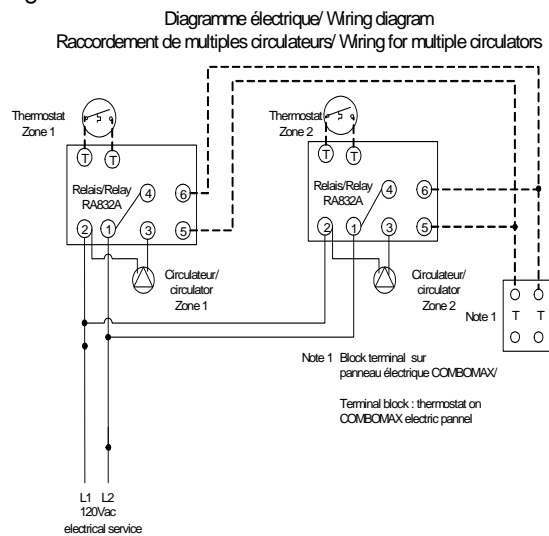 Diagramme électrique/ Wiring diagram
Raccordement de multiples circulateurs/ Wiring for multiple circulators
Thermostat
Zone 1
Thermostat
Zone 2
T T
T T
Relais/Relay
RA832A
4 6
2 1 3 5
Relais/Relay
RA832A
4 6
2 1 3 5
Circulateur/
circulator
Zone 1
Circulateur/
circulator
Zone 2
Note 1
T T
Note 1 Block terminal sur
panneau électrique COMBOMAX/
Terminal block : thermostat on
COMBOMAX electric pannel
L1 L2
120Vac
electrical service